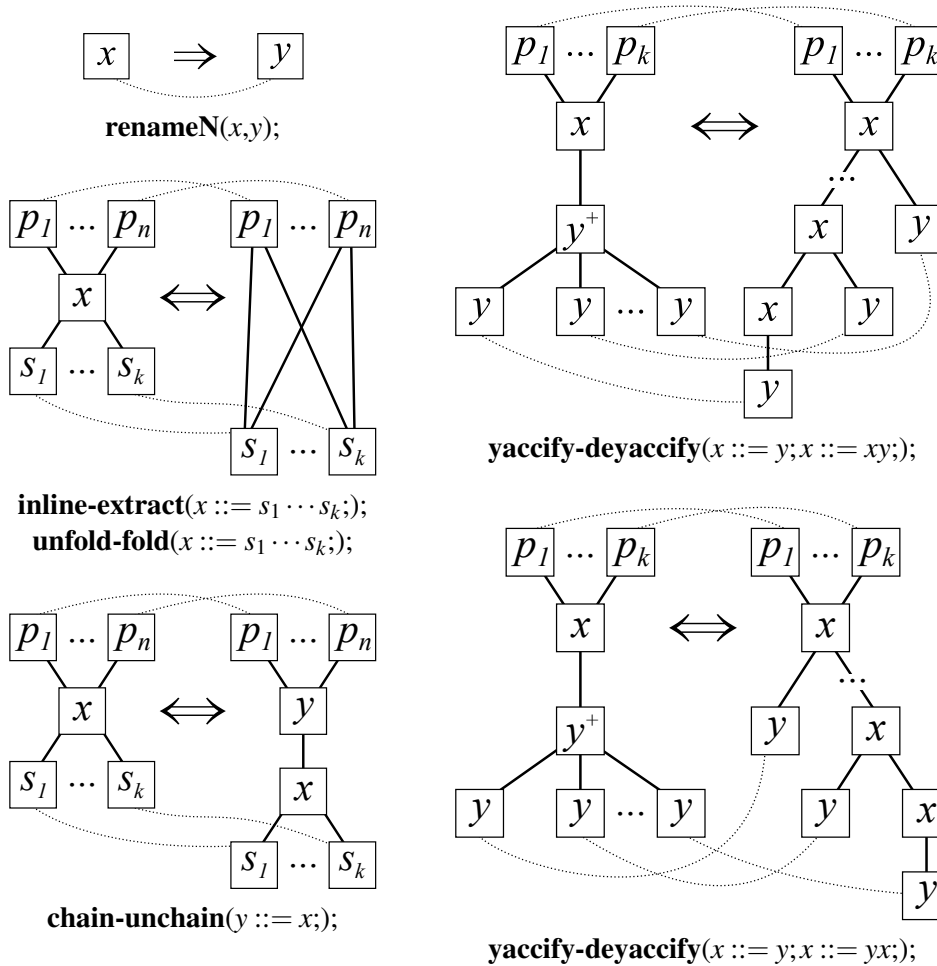 x ⇒ y
renameN(x,y);
p1 ... pn p1 ... pn
x ⇔
s1 ... sk
s1 ... sk
inline-extract(x ::= s1 ··· sk;);
unfold-fold(x ::= s1 ··· sk;);
p1 ... pn p1 ... pn
x ⇔ y
s1 ... sk x
s1 ... sk
chain-unchain(y ::= x;);
p1 ... pk p1 ... pk
x ⇔ x
...
y+ x y
y y ... y x y
y
yaccify-deyaccify(x ::= y;x ::= xy;);
p1 ... pk p1 ... pk
x ⇔ x
...
y+ y x
y y ... y y x
y
yaccify-deyaccify(x ::= y;x ::= yx;);